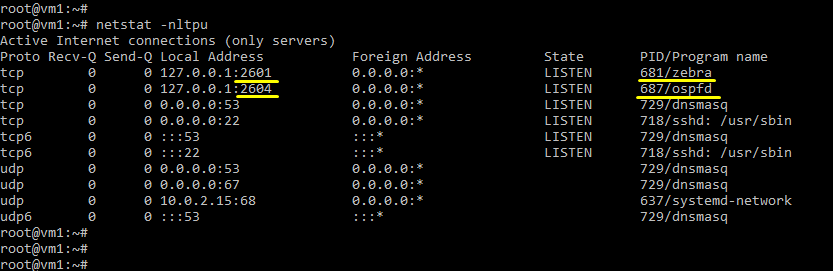 root@vm1:~#
root@vm1:~# netstat -nltpu
Active Internet connections (only servers)
Proto Recv-Q Send-Q Local Address           Foreign Address         State       PID/Program name
tcp        0      0 127.0.0.1:2601          0.0.0.0:*               LISTEN      681/zebra
tcp        0      0 127.0.0.1:2604          0.0.0.0:*               LISTEN      687/ospfd
tcp        0      0 0.0.0.0:53              0.0.0.0:*               LISTEN      729/dnsmasq
tcp        0      0 0.0.0.0:22              0.0.0.0:*               LISTEN      718/sshd: /usr/sbin
tcp6       0      0 :::53                   :::*                    LISTEN      729/dnsmasq
tcp6       0      0 :::22                   :::*                    LISTEN      718/sshd: /usr/sbin
udp        0      0 0.0.0.0:53              0.0.0.0:*                           729/dnsmasq
udp        0      0 0.0.0.0:67              0.0.0.0:*                           729/dnsmasq
udp        0      0 10.0.2.15:68            0.0.0.0:*                           637/systemd-network
udp6       0      0 :::53                   :::*                                729/dnsmasq
root@vm1:~#
root@vm1:~#
root@vm1:~#